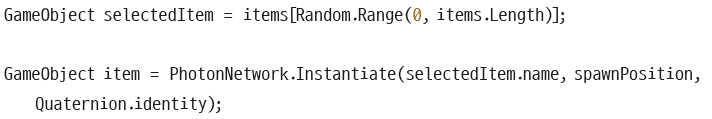 GameObject selectedItem = items[Random.Range(0, items.Length)];
GameObject item = PhotonNetwork.Instantiate(selectedItem.name, spawnPosition,
Quaternion.identity);